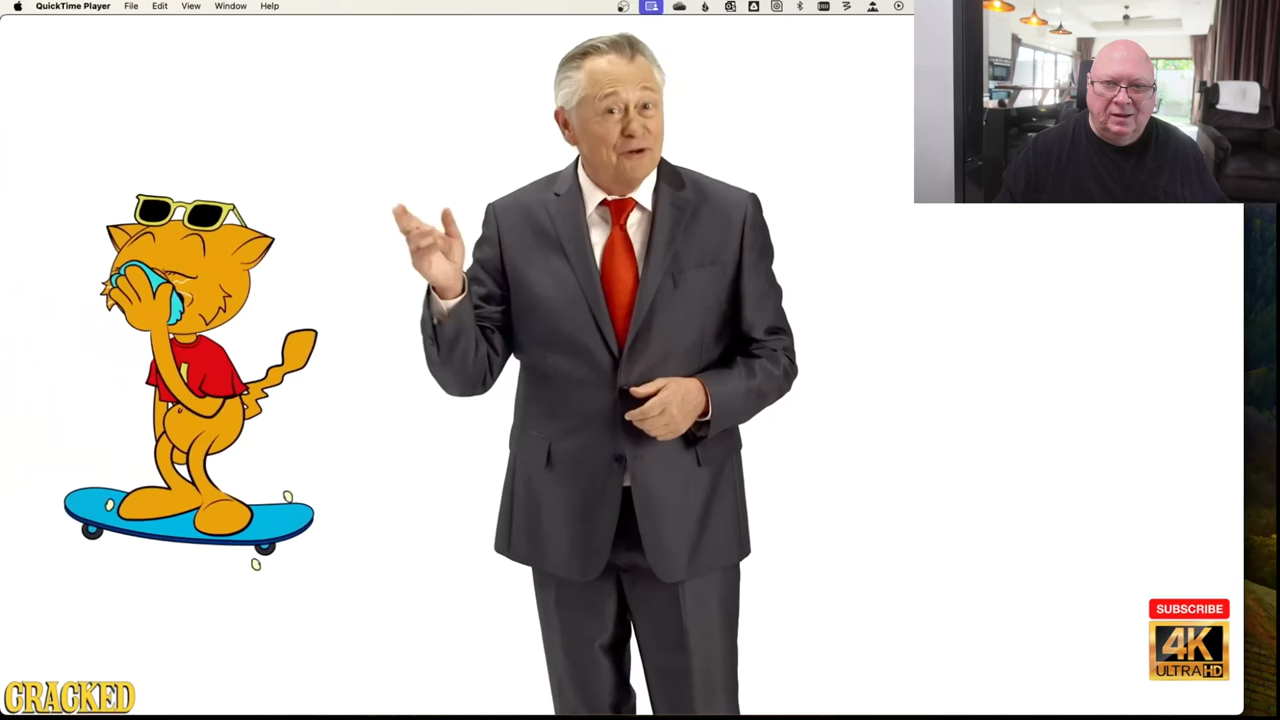 QuickTime Player File Edit View Window Help
SUBSCRIBE
4K
ULTRA HD
CRACKED